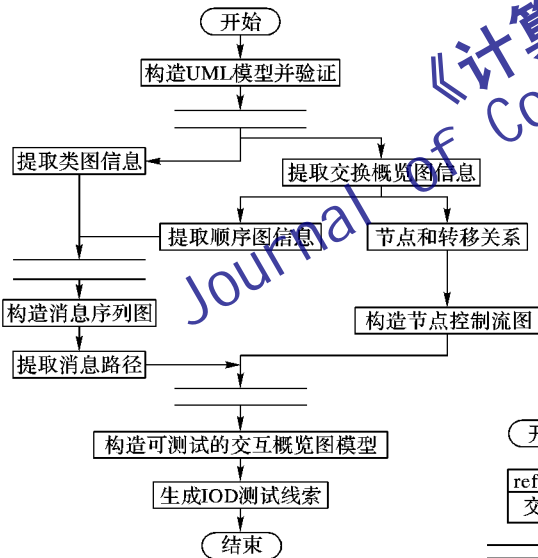 开始
构造UML模型并验证
提取类图信息
提取交换概览图信息
提取顺序图信息
节点和转移关系
构造消息序列图
构造节点控制流图
提取消息路径
构造可测试的交互概览图模型
生成IOD测试线索
结束
开
ref
交
《计算
Journal of Co